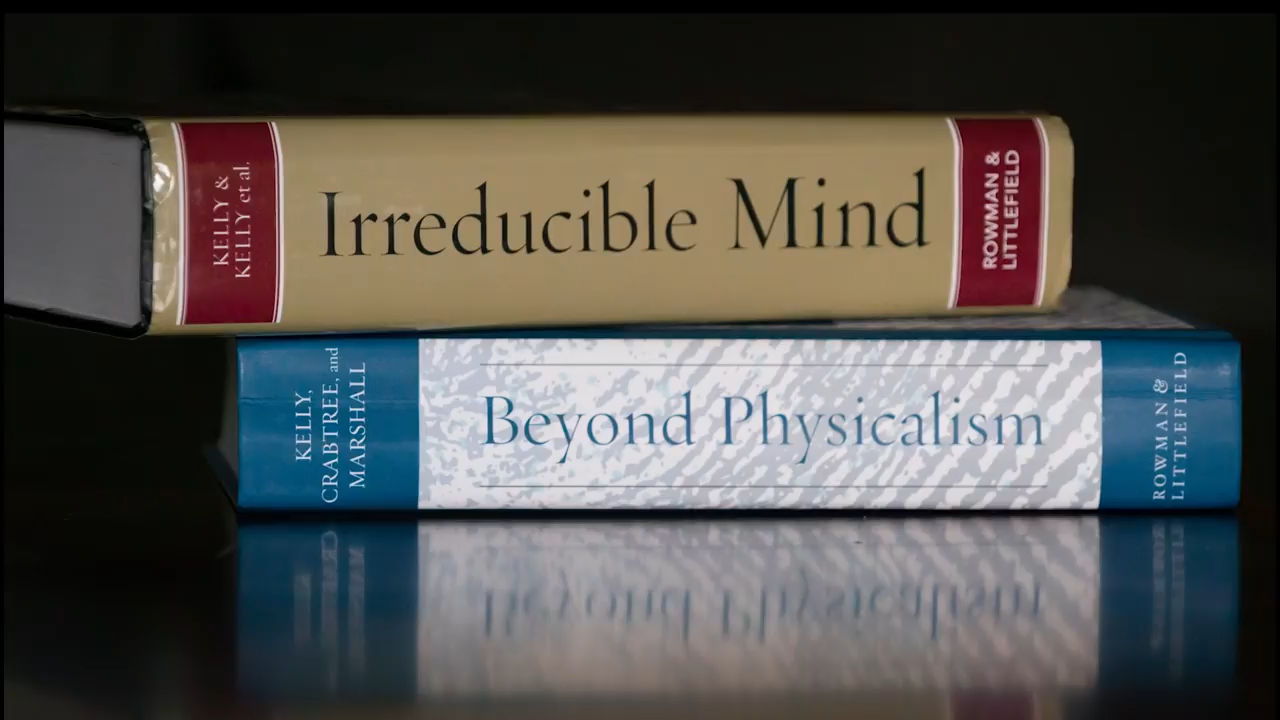 KELLY &
KELLY et al.
Irreducible Mind
ROWMAN &
LITTLEFIELD
KELLY,
CRABTREE, and
MARSHALL
Beyond Physicalism
ROWMAN &
LITTLEFIELD